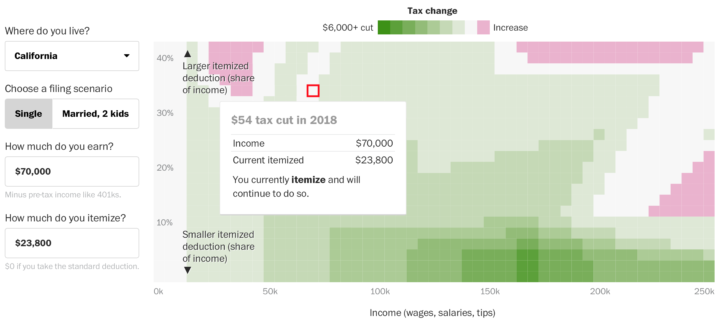 Tax change
$6,000+ cut
Increase
Where do you live?
California
Choose a filing scenario
Single
Married, 2 kids
How much do you earn?
$70,000
Minus pre-tax income like 401ks.
How much do you itemize?
$23,800
$0 if you take the standard deduction.
40%
30%
20%
10%
Larger itemized
deduction (share
of income)
$54 tax cut in 2018
Income $70,000
Current itemized $23,800
You currently itemize and will
continue to do so.
Smaller itemized
deduction (share
of income)
0k
50k
100k
150k
200k
250k
Income (wages, salaries, tips)